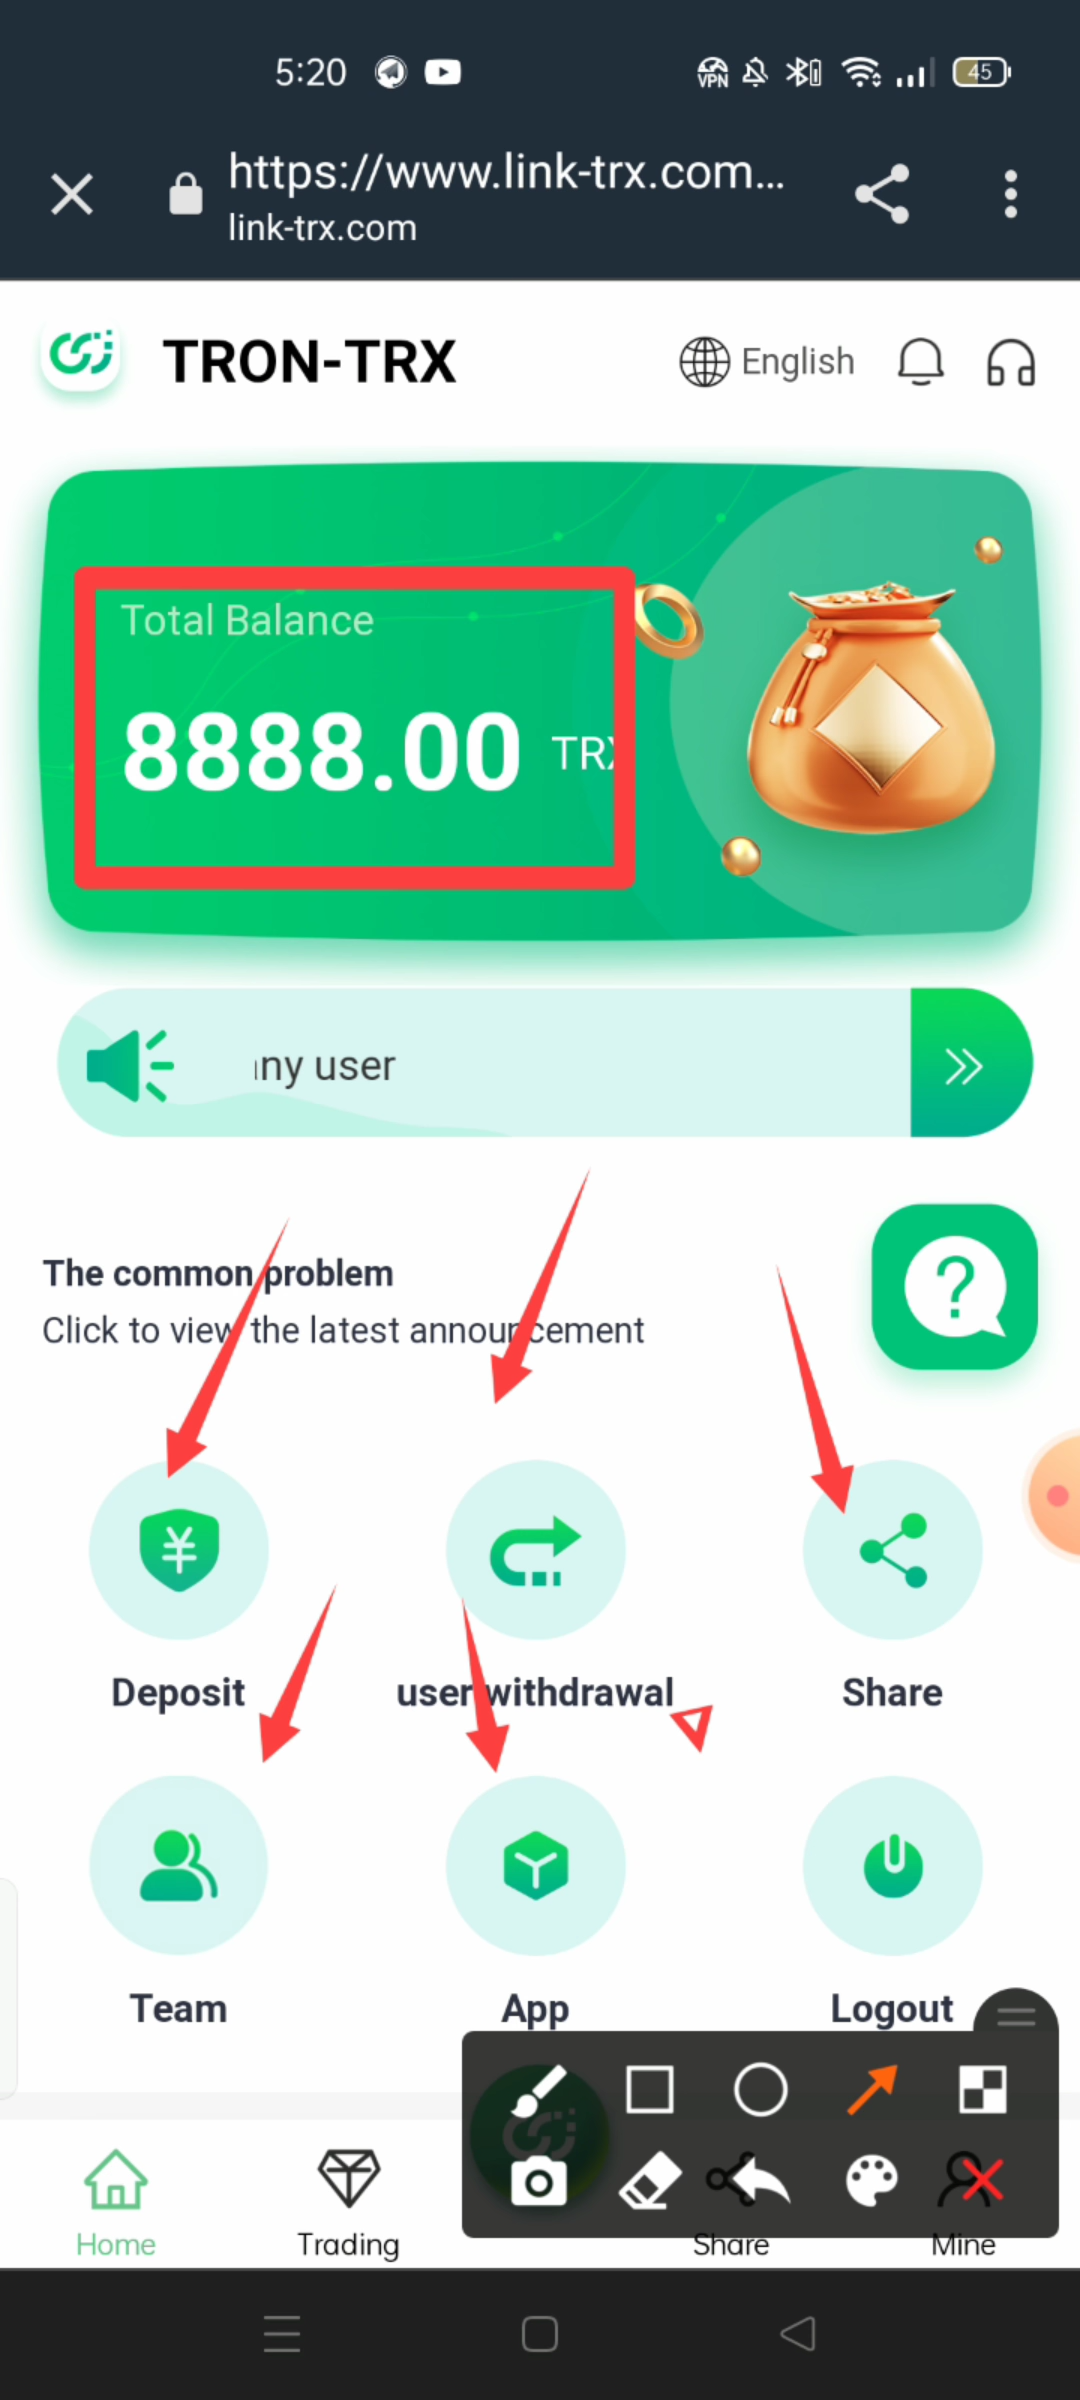 5:20
VPN
45
https://www.link-trx.com...
link-trx.com
TRON-TRX
English
Total Balance
8888.00 TRX
ny user
The common problem
Click to view the latest announcement
Deposit
user withdrawal
Share
Team
App
Logout
Home
Trading
Share
Mine